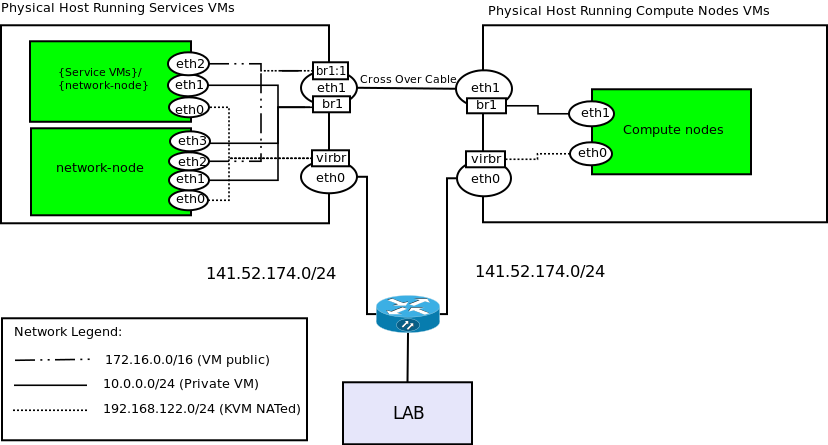 Physical Host Running Services VMs
Physical Host Running Compute Nodes VMs
{Service VMs}/
{network-node}
eth2
eth1
eth0
network-node
eth3
eth2
eth1
eth0
br1:1
eth1
br1
virbr
eth0
Cross Over Cable
eth1
br1
virbr
eth0
eth1
eth0
Compute nodes
141.52.174.0/24
141.52.174.0/24
Network Legend:
172.16.0.0/16 (VM public)
10.0.0.0/24 (Private VM)
192.168.122.0/24 (KVM NATed)
LAB